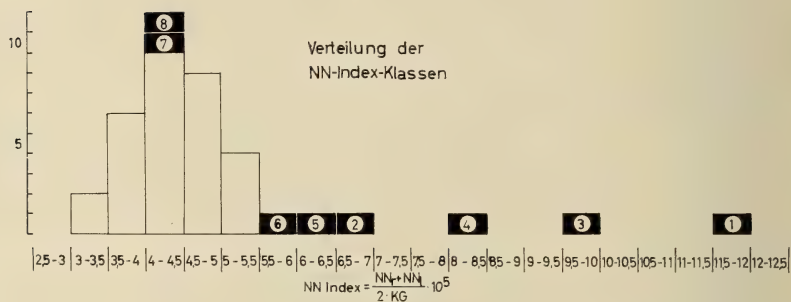 10
5
8
7
Verteilung der
NN-Index-Klassen
6 5 2 4 3 1
2,5-3 | 3-3,5 | 3,5-4 | 4-4,5 | 4,5-5 | 5-5,5 | 5,5-6 | 6-6,5 | 6,5-7 | 7-7,5 | 7,5-8 | 8-8,5 | 8,5-9 | 9-9,5 | 9,5-10 | 10-10,5 | 10,5-11 | 11-11,5 | 11,5-12 | 12-12,5
NN Index = NNr + NNl / 2 · KG · 10⁵